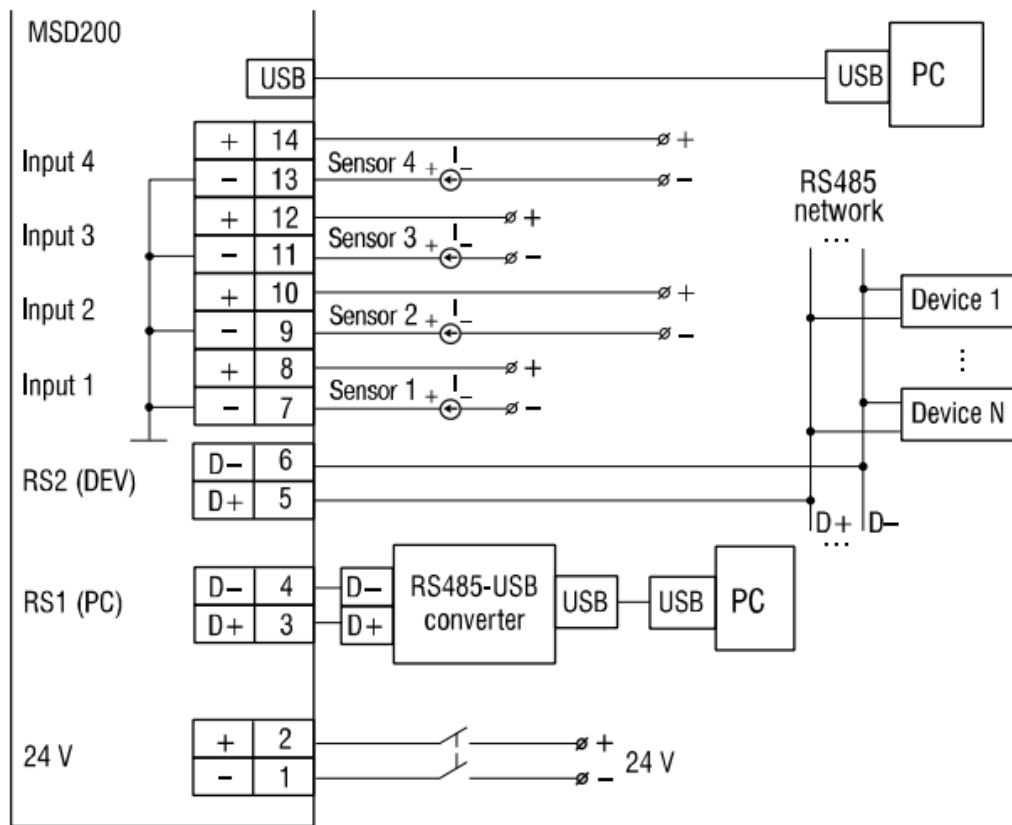 MSD200
USB
USB PC
Input 4
+ 14 +
Sensor 4 + I −
− 13 −
Input 3
+ 12 +
Sensor 3 + I −
− 11 −
Input 2
+ 10 +
Sensor 2 + I −
− 9 −
Input 1
+ 8 +
Sensor 1 + I −
− 7 −
RS485
network
...
Device 1
...
Device N
D+ D−
...
RS2 (DEV)
D− 6
D+ 5
RS1 (PC)
D− 4 D−
D+ 3 D+
RS485-USB
converter
USB USB PC
24 V
+ 2 +
− 1 −
24 V